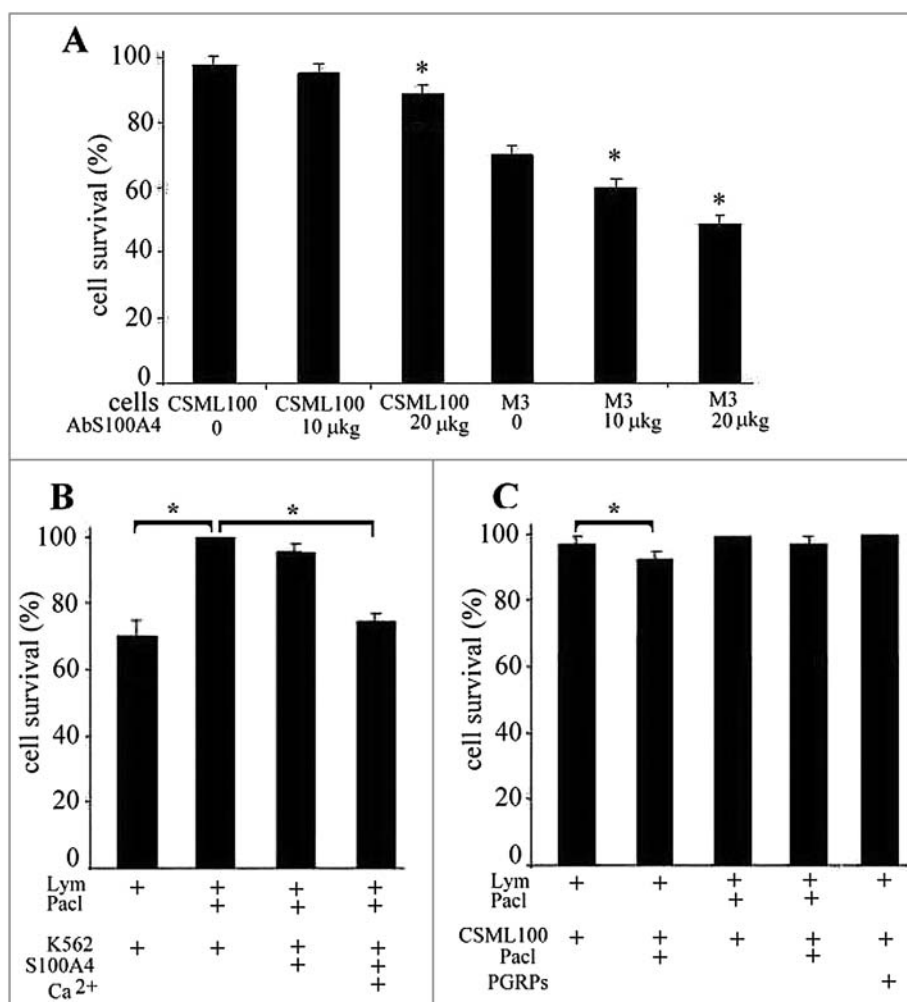 A
100
80
60
40
20
0
cell survival (%)
* * *
cells CSML100 CSML100 CSML100 M3 M3 M3
AbS100A4 0 10 µkg 20 µkg 0 10 µkg 20 µkg
B
* *
100
80
60
40
20
0
cell survival (%)
Lym + + + +
Pacl + + +
K562 + + + +
S100A4 + +
Ca2+ +
C
*
100
80
60
40
20
0
cell survival (%)
Lym + + + + +
Pacl + +
CSML100 + + + + +
Pacl + +
PGRPs +